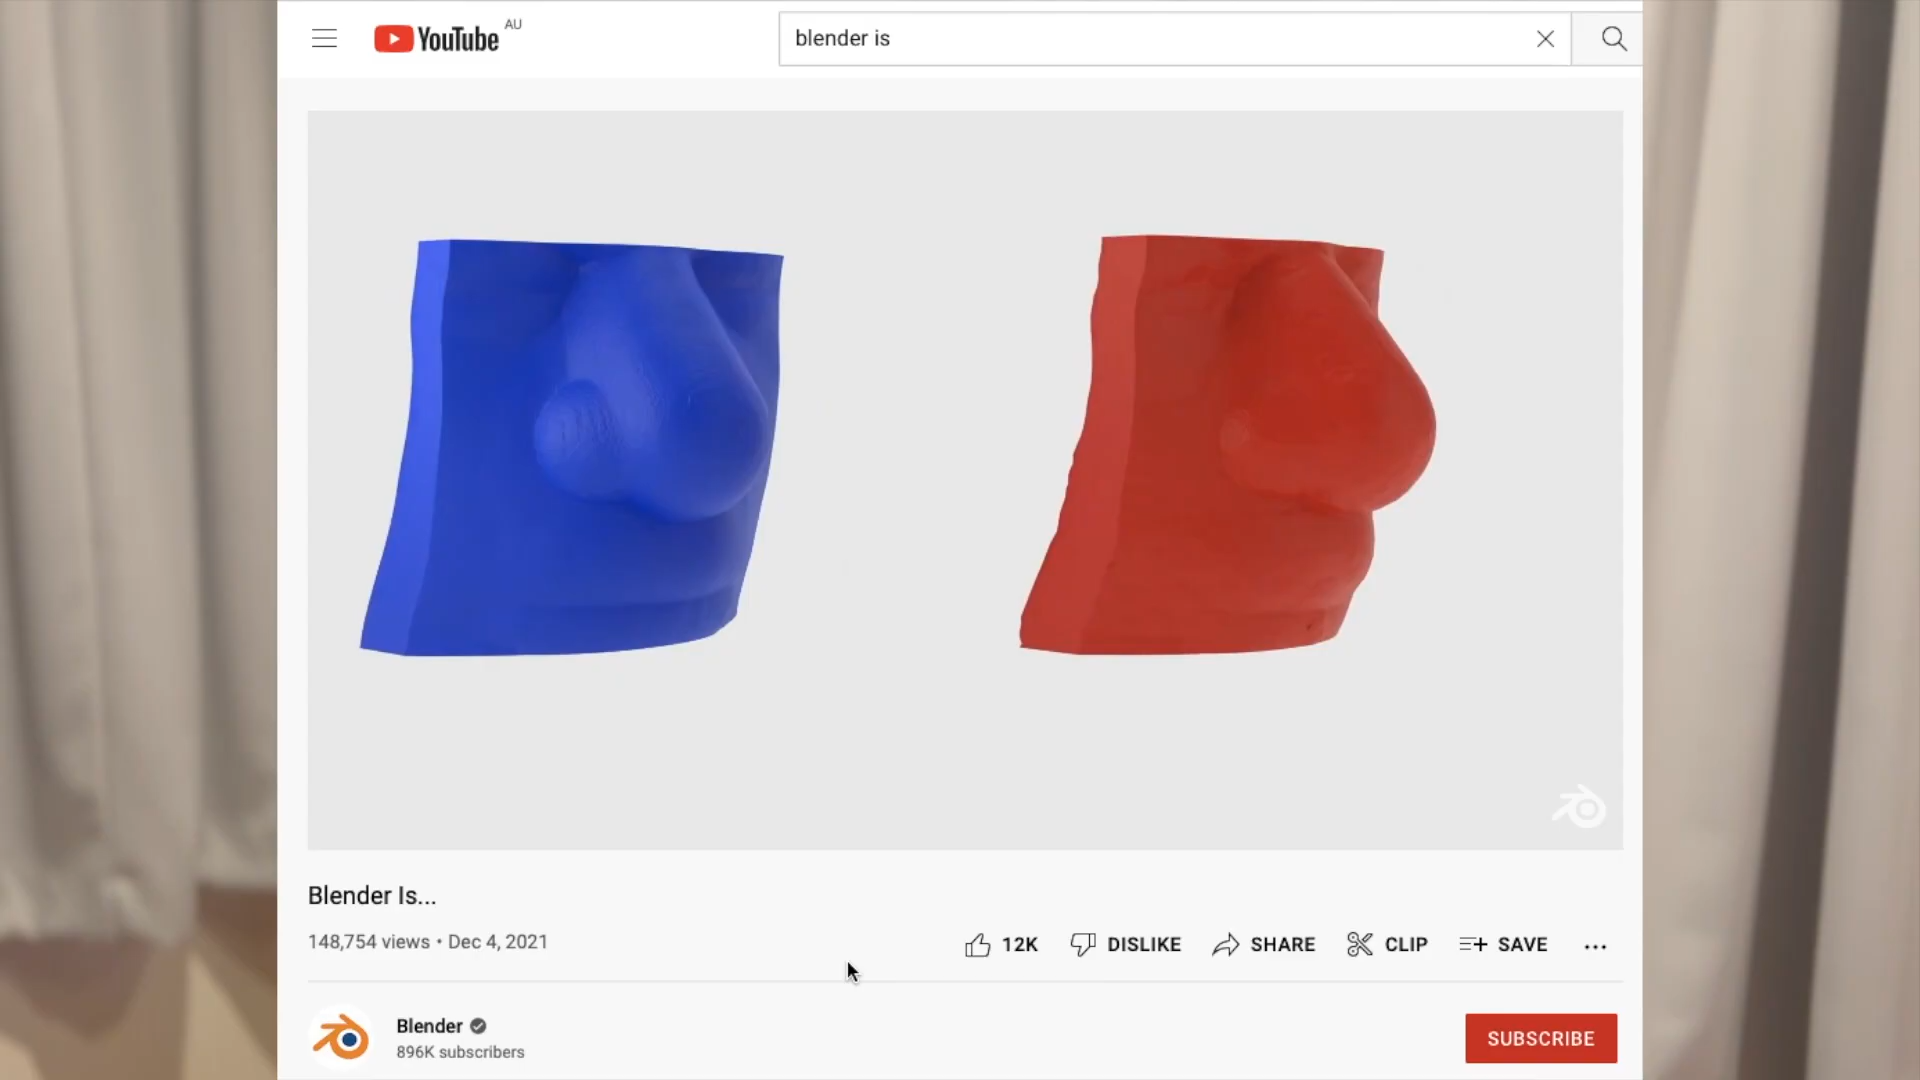 YouTube AU
blender is
Blender Is...
148,754 views • Dec 4, 2021
12K DISLIKE SHARE CLIP SAVE
Blender
896K subscribers
SUBSCRIBE